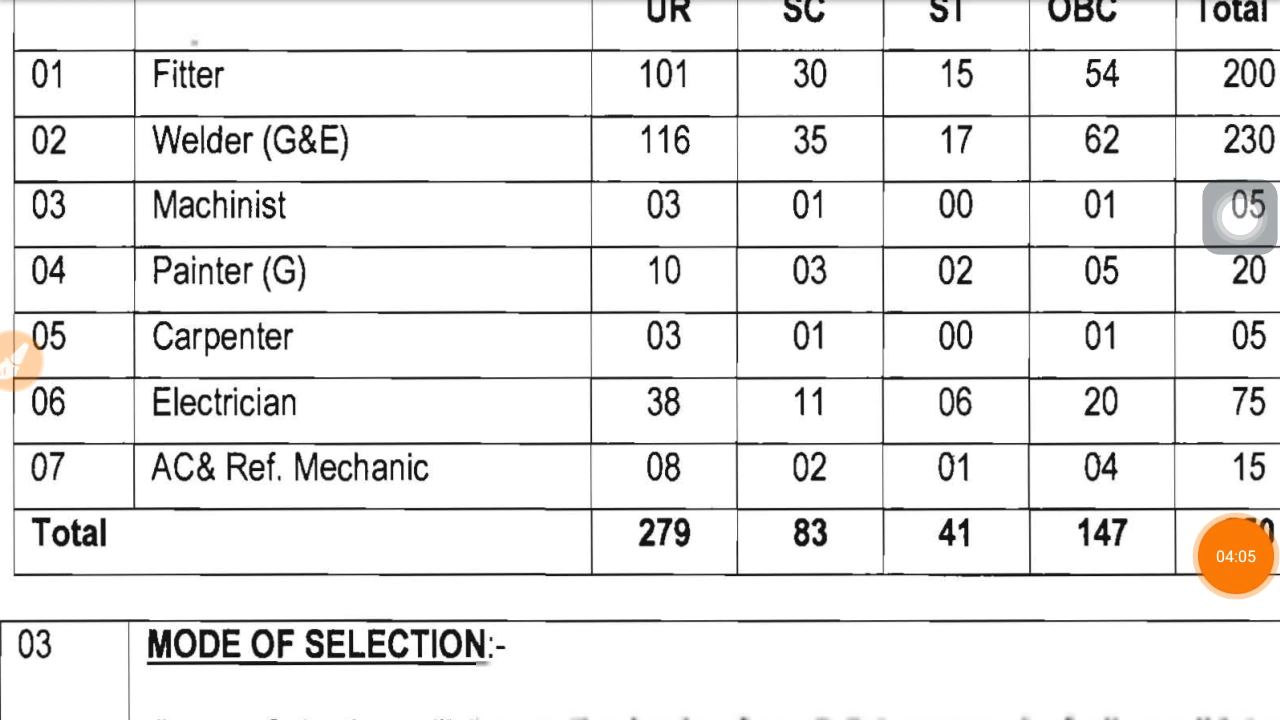 UR SC ST OBC Total
01 Fitter 101 30 15 54 200
02 Welder (G&E) 116 35 17 62 230
03 Machinist 03 01 00 01 05
04 Painter (G) 10 03 02 05 20
05 Carpenter 03 01 00 01 05
06 Electrician 38 11 06 20 75
07 AC& Ref. Mechanic 08 02 01 04 15
Total 279 83 41 147
04:05
03 MODE OF SELECTION:-